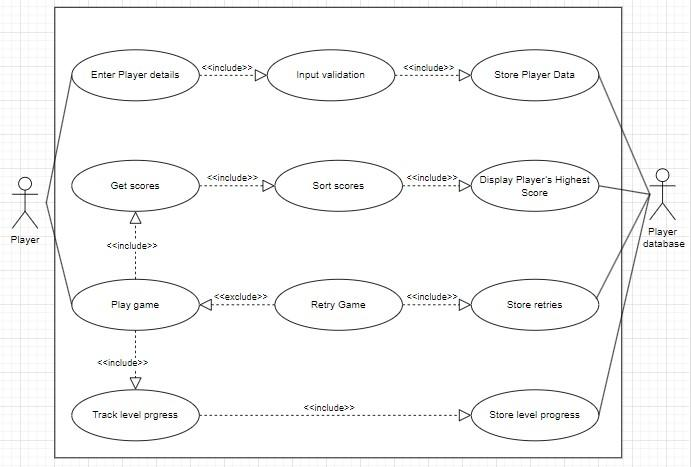 Enter Player details
<<include>>
Input validation
<<include>>
Store Player Data
Get scores
<<include>>
Sort scores
<<include>>
Display Player's Highest
Score
Player
Player
database
<<include>>
Play game
<<exclude>>
Retry Game
<<include>>
Store retries
<<include>>
Track level prgress
<<include>>
Store level progress